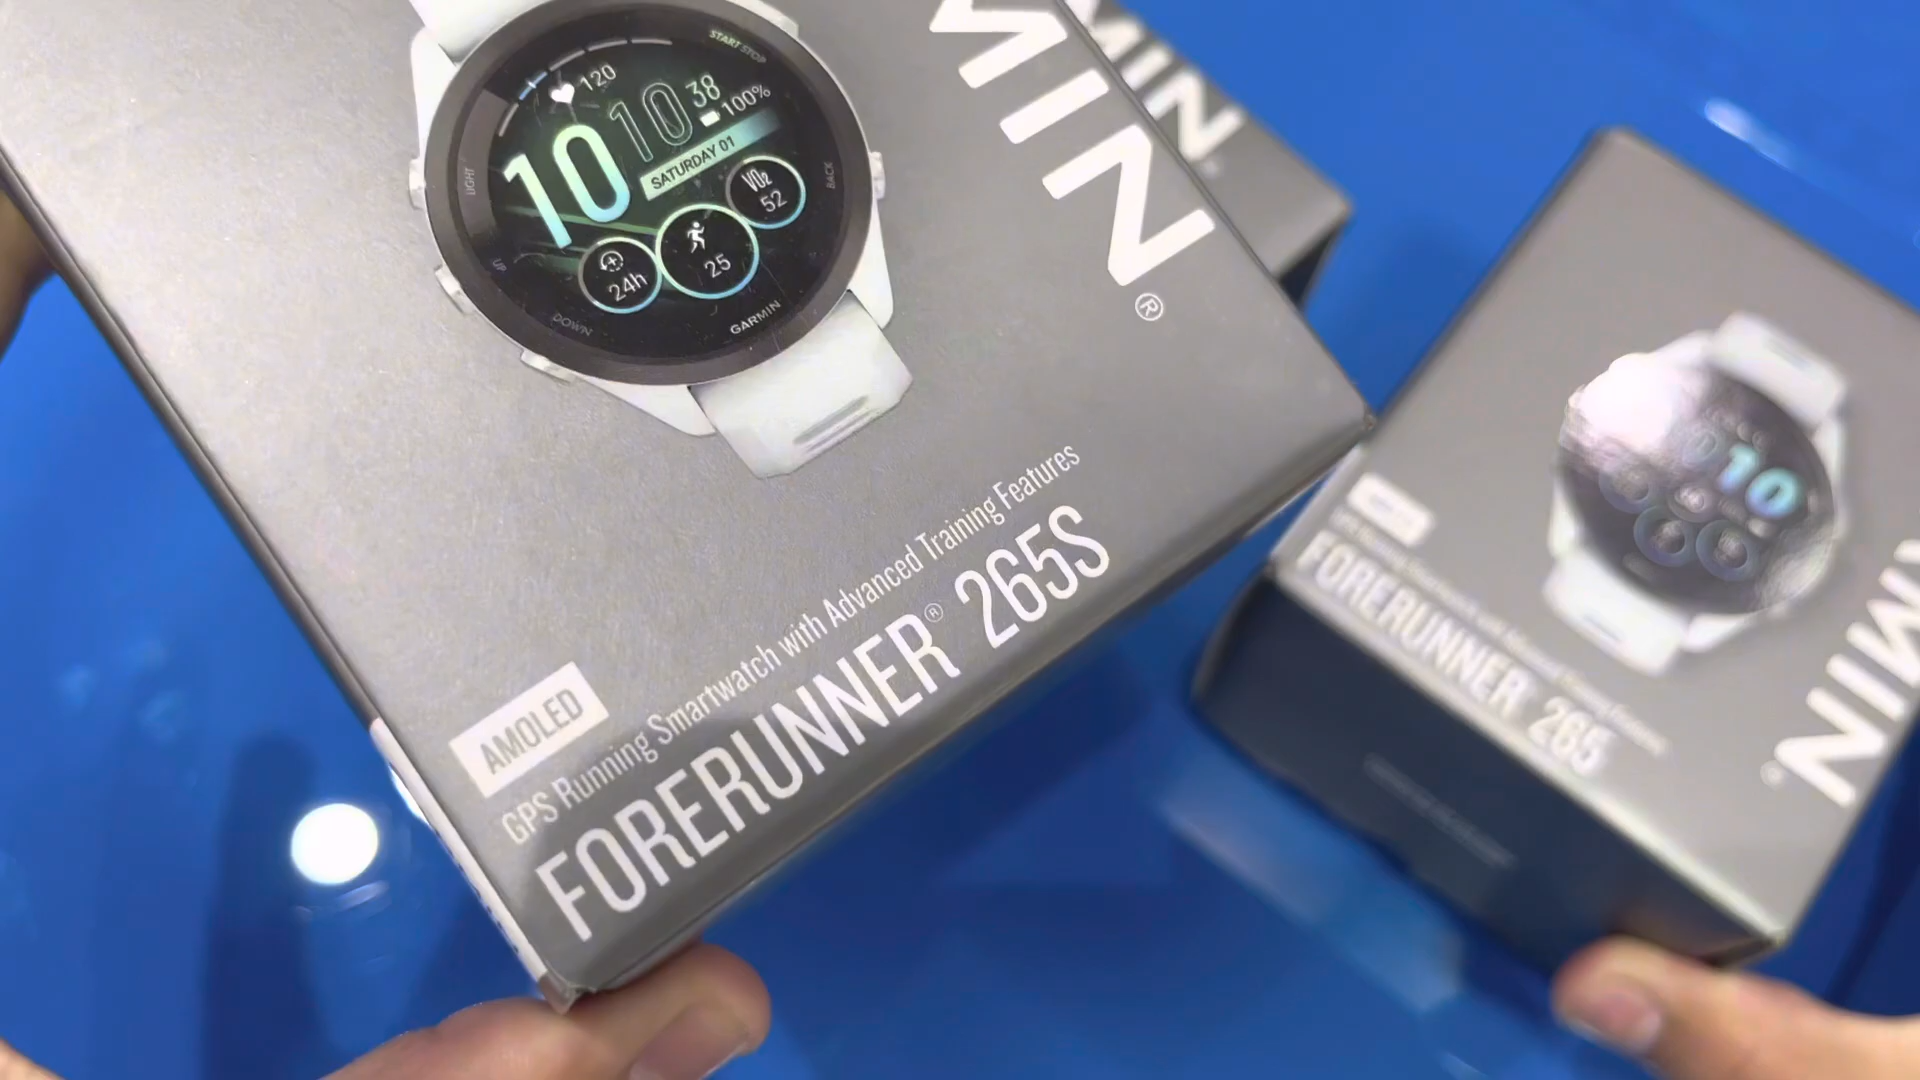 START STOP
120
10
10
38
100%
SATURDAY 01
LIGHT
BACK
VO2
52
UP
24h
25
DOWN
GARMIN
MIN®
AMOLED
GPS Running Smartwatch with Advanced Training Features
FORERUNNER® 265S
MIN
10
FORERUNNER 265
RMIN